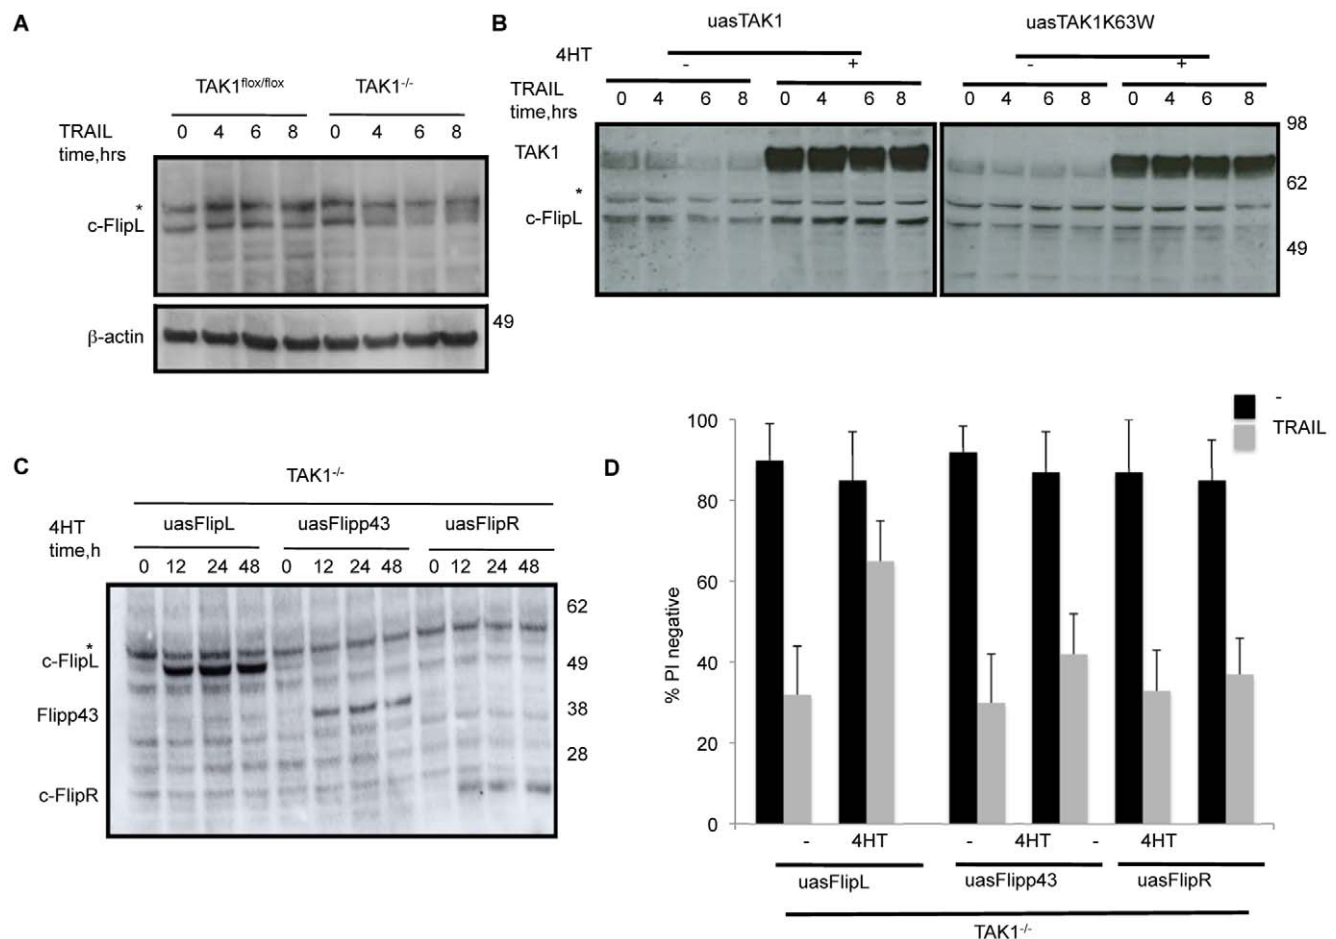 A
TAK1flox/flox TAK1-/-
0 4 6 8 0 4 6 8
TRAIL
time,hrs
*
c-FlipL
49
β-actin
B
uasTAK1 uasTAK1K63W
4HT
- + - +
TRAIL
time,hrs
0 4 6 8 0 4 6 8 0 4 6 8 0 4 6 8
98
TAK1
62
*
c-FlipL
49
C
TAK1-/-
4HT
time,h
uasFlipL uasFlipp43 uasFlipR
0 12 24 48 0 12 24 48 0 12 24 48
62
*
c-FlipL
49
Flipp43
38
28
c-FlipR
D
-
TRAIL
100
80
60
40
20
0
% PI negative
- 4HT - 4HT - 4HT
uasFlipL uasFlipp43 uasFlipR
TAK1-/-